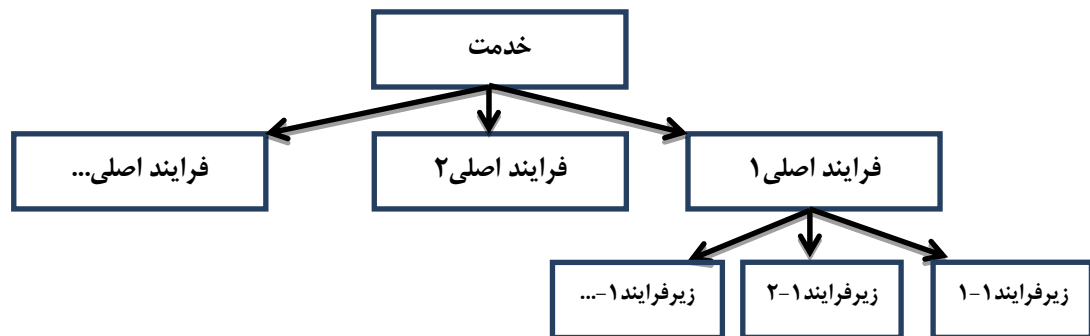 خدمت
فرایند اصلی۱
فرایند اصلی۲
فرایند اصلی...
زیرفرایند۱-۱
زیرفرایند۱-۲
زیرفرایند۱-...